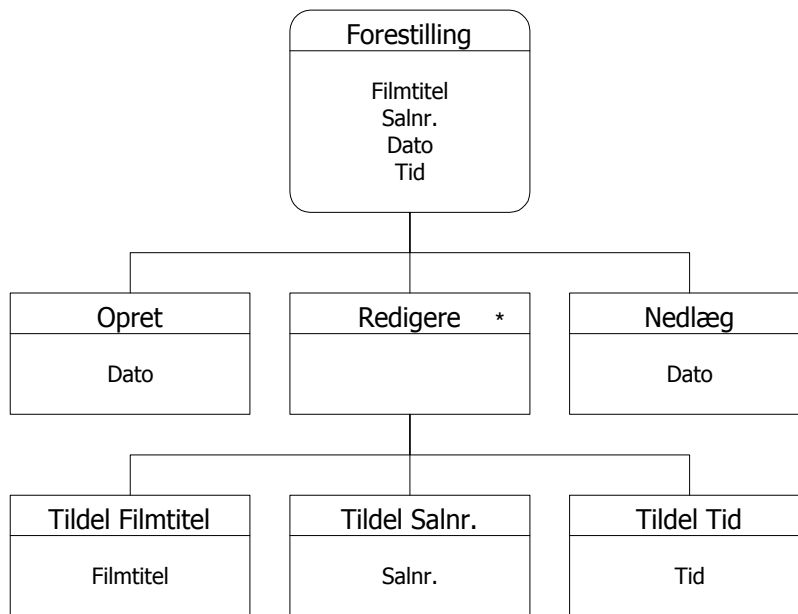 Forestilling
Filmtitel
Salnr.
Dato
Tid
Opret
Dato
Redigere *
Nedlæg
Dato
Tildel Filmtitel
Filmtitel
Tildel Salnr.
Salnr.
Tildel Tid
Tid